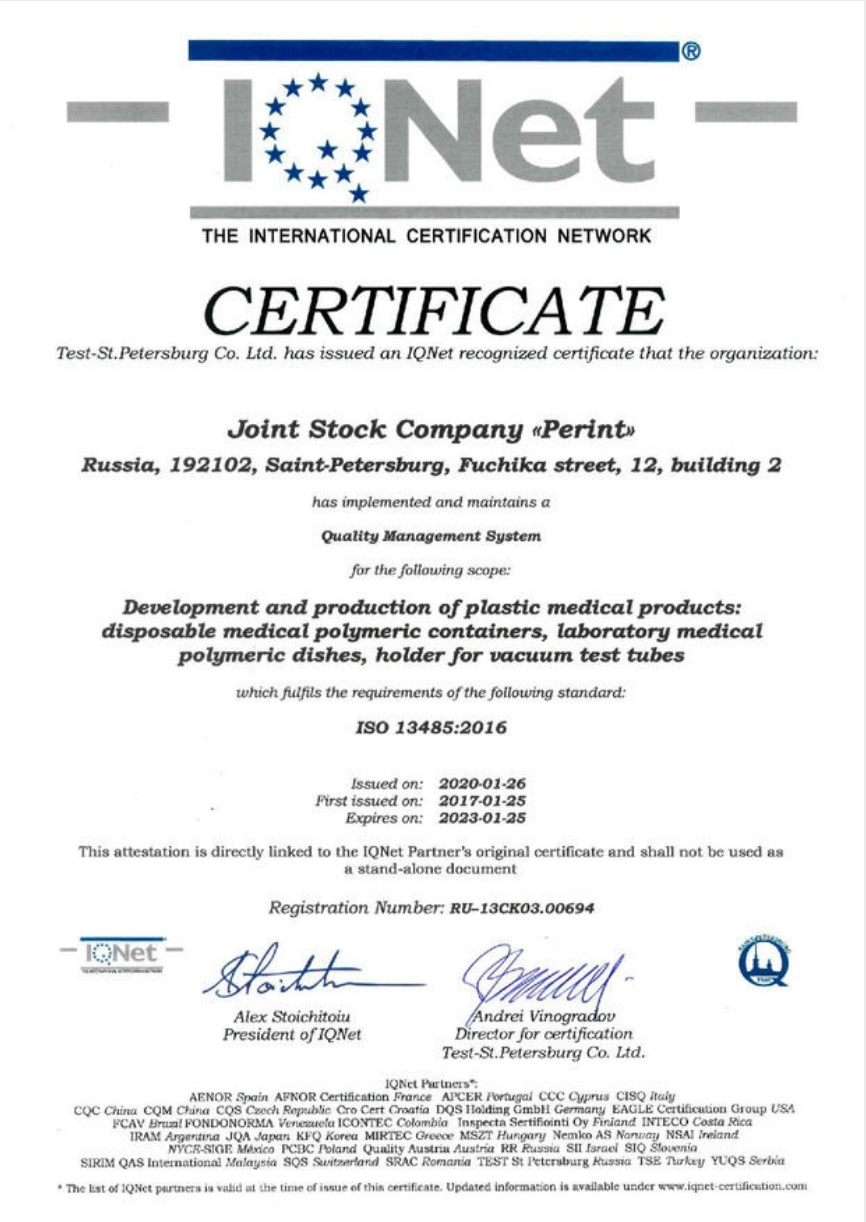 IQNet®
THE INTERNATIONAL CERTIFICATION NETWORK
CERTIFICATE
Test-St.Petersburg Co. Ltd. has issued an IQNet recognized certificate that the organization:
Joint Stock Company «Perint»
Russia, 192102, Saint-Petersburg, Fuchika street, 12, building 2
has implemented and maintains a
Quality Management System
for the following scope:
Development and production of plastic medical products:
disposable medical polymeric containers, laboratory medical
polymeric dishes, holder for vacuum test tubes
which fulfils the requirements of the following standard:
ISO 13485:2016
Issued on: 2020-01-26
First issued on: 2017-01-25
Expires on: 2023-01-25
This attestation is directly linked to the IQNet Partner's original certificate and shall not be used as
a stand-alone document
Registration Number: RU-13CK03.00694
IQNet
Alex Stoichitoiu
President of IQNet
Andrei Vinogradov
Director for certification
Test-St.Petersburg Co. Ltd.
IQNet Partners*:
AENOR Spain AFNOR Certification France APCER Portugal CCC Cyprus CISQ Italy
CQC China CQM China CQS Czech Republic Cro Cert Croatia DQS Holding GmbH Germany EAGLE Certification Group USA
FCAV Brazil FONDONORMA Venezuela ICONTEC Colombia Inspecta Sertifiointi Oy Finland INTECO Costa Rica
IRAM Argentina JQA Japan KFQ Korea MIRTEC Greece MSZT Hungary Nemko AS Norway NSAI Ireland
NYCE-SIGE México PCBC Poland Quality Austria Austria RR Russia SII Israel SIQ Slovenia
SIRIM QAS International Malaysia SQS Switzerland SRAC Romania TEST St Petersburg Russia TSE Turkey YUQS Serbia
* The list of IQNet partners is valid at the time of issue of this certificate. Updated information is available under www.iqnet-certification.com